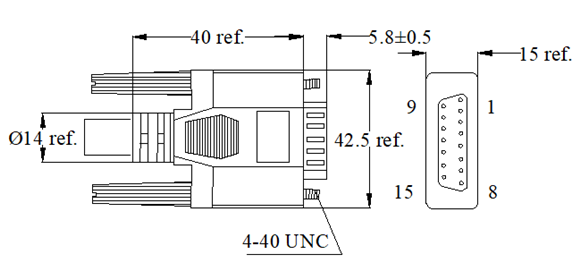 40 ref.
5.8±0.5
15 ref.
9
1
Ø14 ref.
42.5 ref.
15
8
4-40 UNC